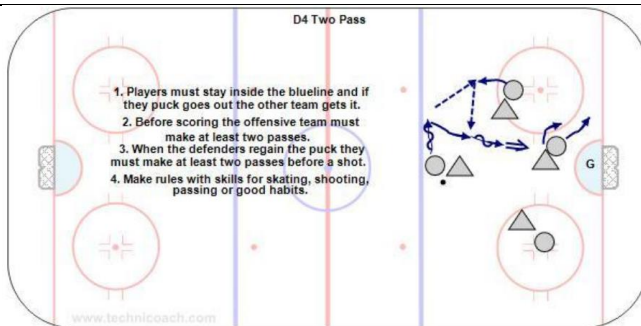 D4 Two Pass
1. Players must stay inside the blueline and if
they puck goes out the other team gets it.
2. Before scoring the offensive team must
make at least two passes.
3. When the defenders regain the puck they
must make at least two passes before a shot.
4. Make rules with skills for skating, shooting,
passing or good habits.
G
www.technicoach.com